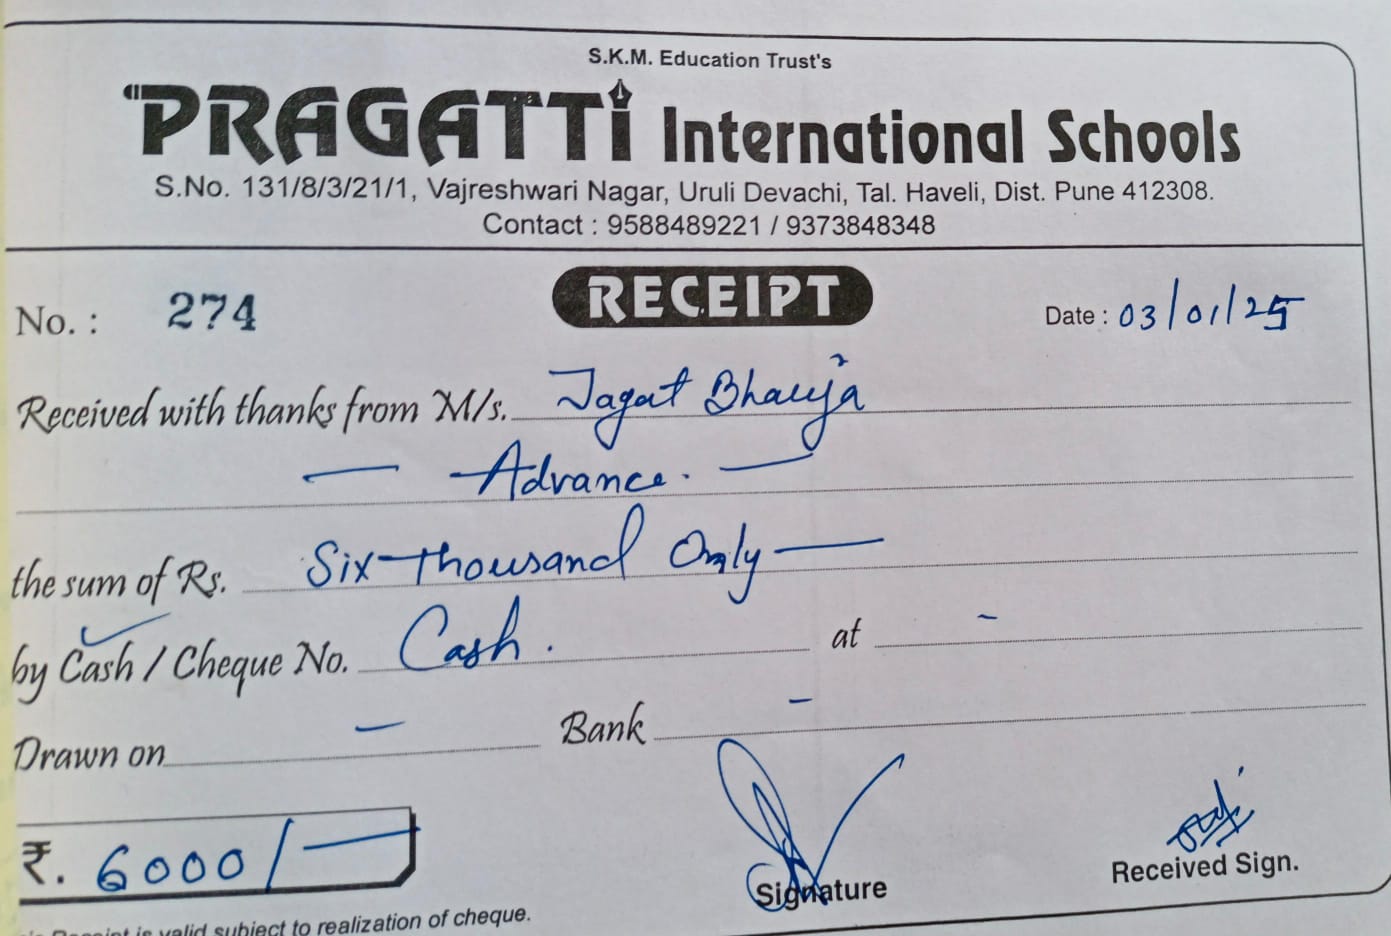 S.K.M. Education Trust's
PRAGATTi International Schools
S.No. 131/8/3/21/1, Vajreshwari Nagar, Uruli Devachi, Tal. Haveli, Dist. Pune 412308.
Contact : 9588489221 / 9373848348
No. : 274 RECEIPT Date : 03/01/25
Received with thanks from M/s. Jagat Bhauja
— Advance. —
the sum of Rs. Six Thousand Only —
by Cash / Cheque No. Cash. at -
Drawn on - Bank -
₹. 6000/-
Signature Received Sign.
Receipt is valid subject to realization of cheque.